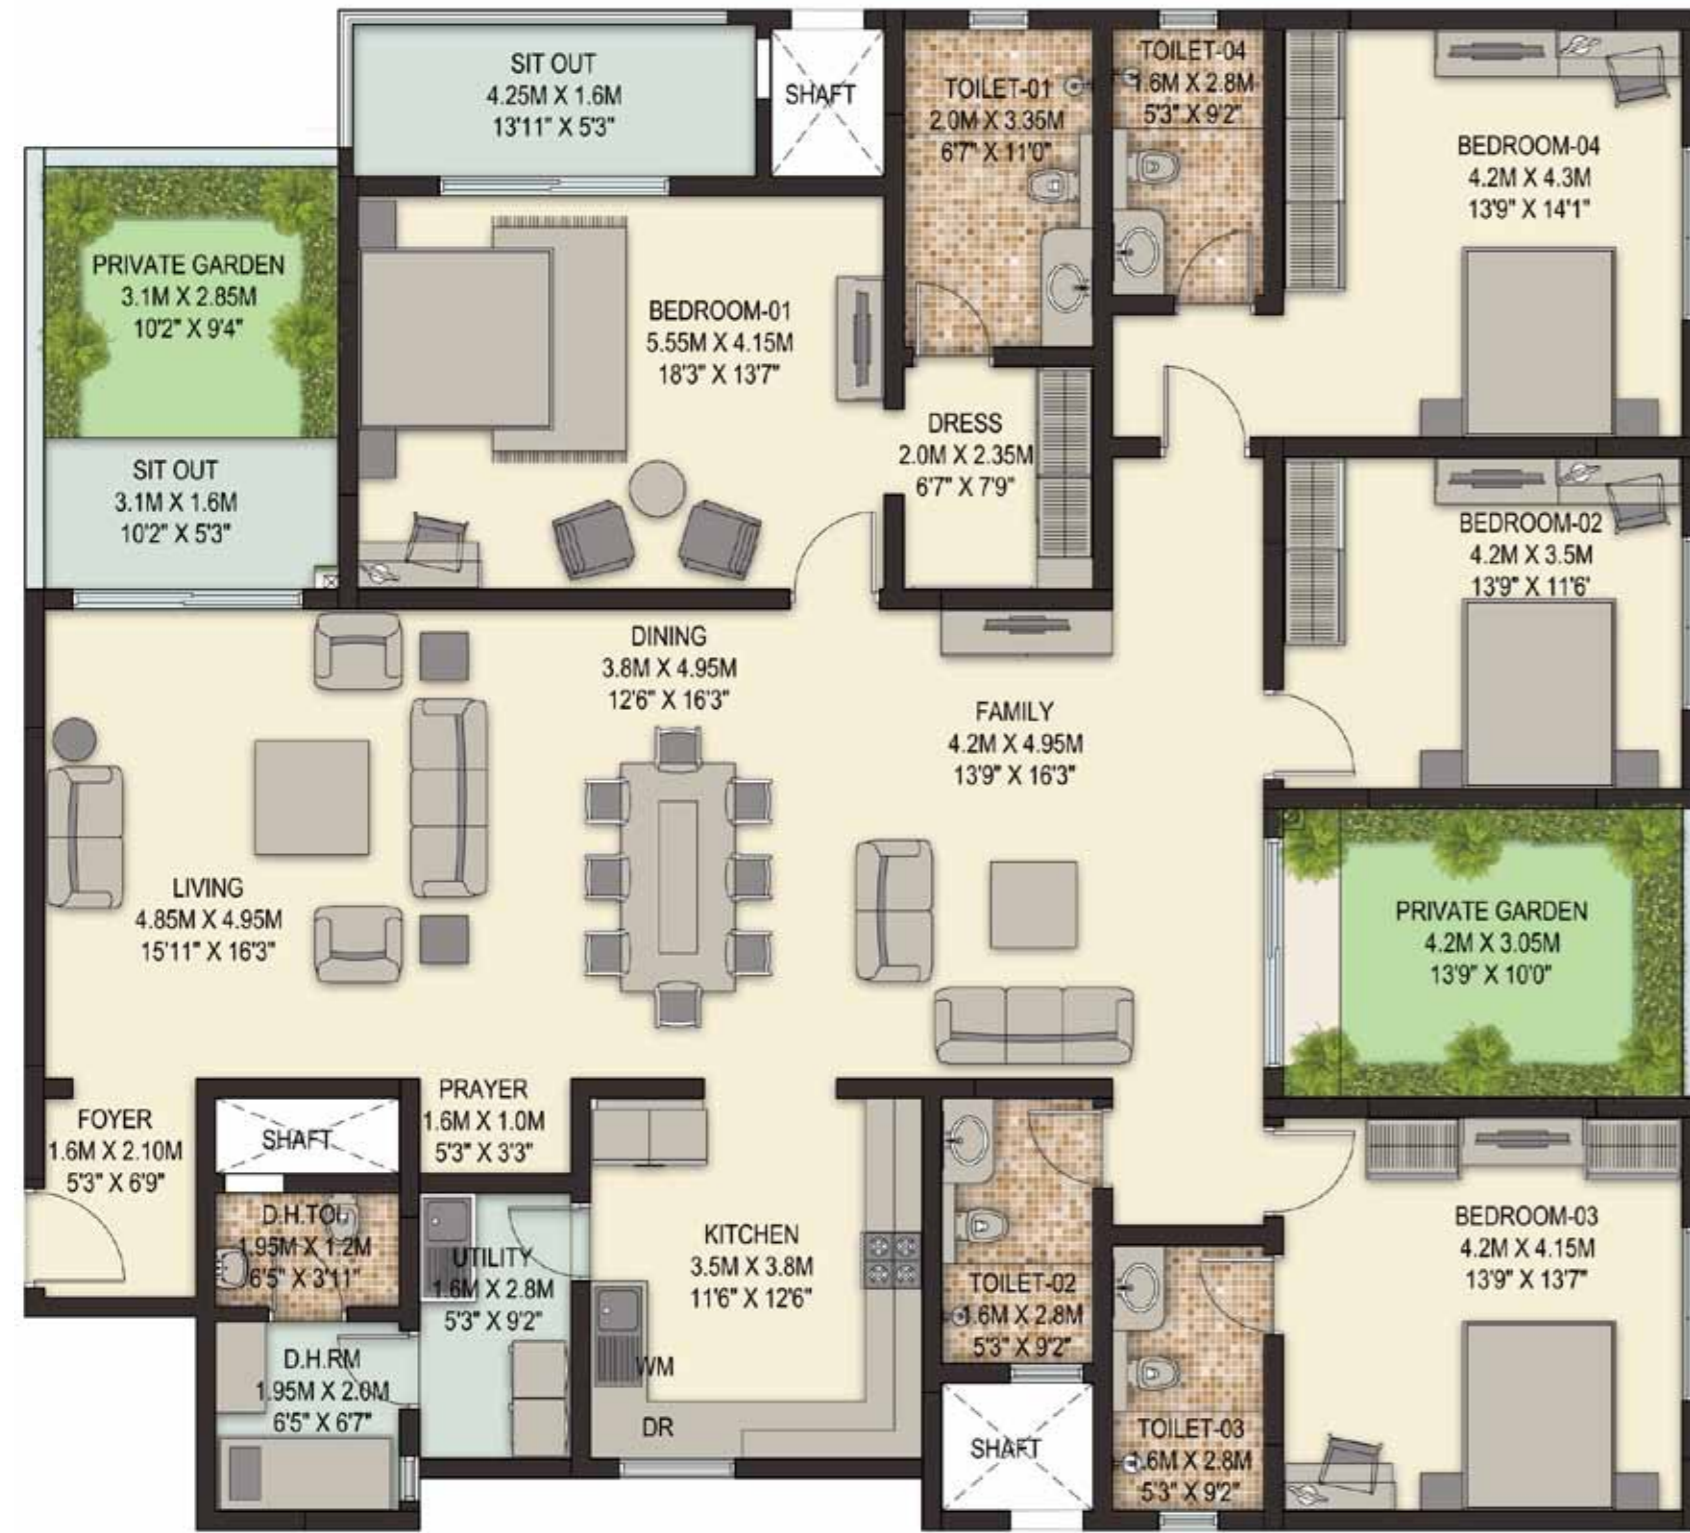 SIT OUT
4.25M X 1.6M
13'11" X 5'3"
SHAFT
TOILET-01
2.0M X 3.35M
6'7" X 11'0"
TOILET-04
1.6M X 2.8M
5'3" X 9'2"
BEDROOM-04
4.2M X 4.3M
13'9" X 14'1"
PRIVATE GARDEN
3.1M X 2.85M
10'2" X 9'4"
BEDROOM-01
5.55M X 4.15M
18'3" X 13'7"
DRESS
2.0M X 2.35M
6'7" X 7'9"
SIT OUT
3.1M X 1.6M
10'2" X 5'3"
BEDROOM-02
4.2M X 3.5M
13'9" X 11'6'
DINING
3.8M X 4.95M
12'6" X 16'3"
FAMILY
4.2M X 4.95M
13'9" X 16'3"
LIVING
4.85M X 4.95M
15'11" X 16'3"
PRIVATE GARDEN
4.2M X 3.05M
13'9" X 10'0"
FOYER
1.6M X 2.10M
5'3" X 6'9"
SHAFT
PRAYER
1.6M X 1.0M
5'3" X 3'3"
D.H.TOI
1.95M X 1.2M
6'5" X 3'11"
UTILITY
1.6M X 2.8M
5'3" X 9'2"
KITCHEN
3.5M X 3.8M
11'6" X 12'6"
TOILET-02
1.6M X 2.8M
5'3" X 9'2"
BEDROOM-03
4.2M X 4.15M
13'9" X 13'7"
D.H.RM
1.95M X 2.0M
6'5" X 6'7"
WM
DR
SHAFT
TOILET-03
1.6M X 2.8M
5'3" X 9'2"